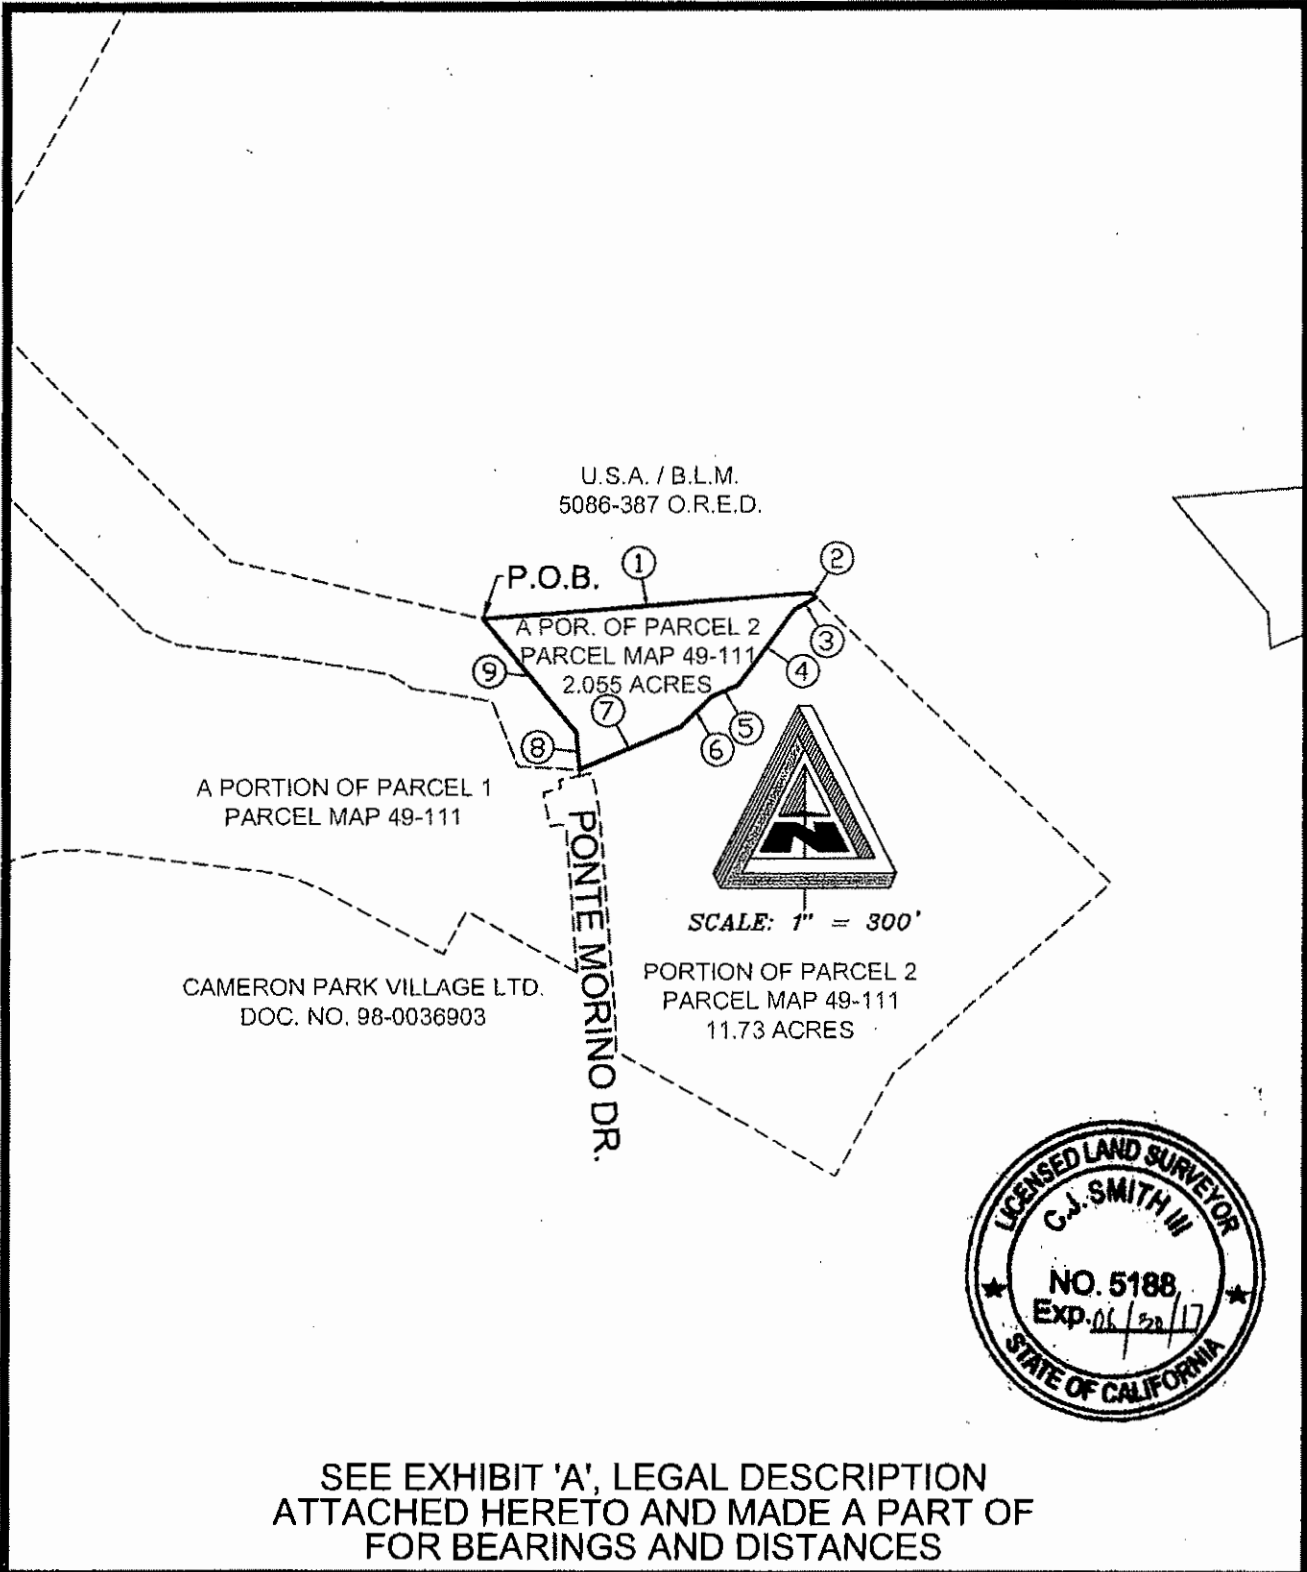 U.S.A. / B.L.M.
5086-387 O.R.E.D.
P.O.B.
1
2
A POR. OF PARCEL 2
PARCEL MAP 49-111
2.055 ACRES
3
4
5
6
7
8
9
A PORTION OF PARCEL 1
PARCEL MAP 49-111
N
SCALE: 1" = 300'
PONTE MORINO DR.
CAMERON PARK VILLAGE LTD.
DOC. NO. 98-0036903
PORTION OF PARCEL 2
PARCEL MAP 49-111
11.73 ACRES
LICENSED LAND SURVEYOR
C.J. SMITH III
NO. 5188
Exp. 06/30/17
STATE OF CALIFORNIA
SEE EXHIBIT 'A', LEGAL DESCRIPTION
ATTACHED HERETO AND MADE A PART OF
FOR BEARINGS AND DISTANCES